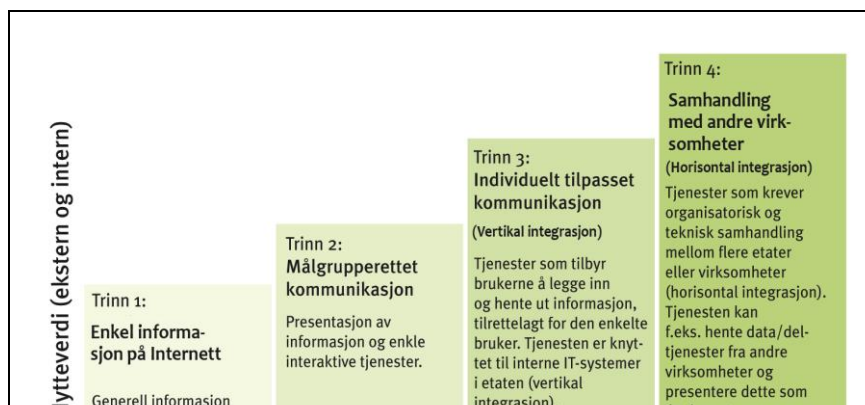 Trinn 1:
Enkel informa-
sjon på Internett
Generell informasjon
Trinn 2:
Målgrupperettet
kommunikasjon
Presentasjon av
informasjon og enkle
interaktive tjenester.
Trinn 3:
Individuelt tilpasset
kommunikasjon
(Vertikal integrasjon)
Tjenester som tilbyr
brukerne å legge inn
og hente ut informasjon,
tilrettelagt for den enkelte
bruker. Tjenesten er knyt-
tet til interne IT-systemer
i etaten (vertikal
integrasjon)
Trinn 4:
Samhandling
med andre virk-
somheter
(Horisontal integrasjon)
Tjenester som krever
organisatorisk og
teknisk samhandling
mellom flere etater
eller virksomheter
(horisontal integrasjon).
Tjenesten kan
f.eks. hente data/del-
tjenester fra andre
virksomheter og
presentere dette som
ytteverdi (ekstern og intern)